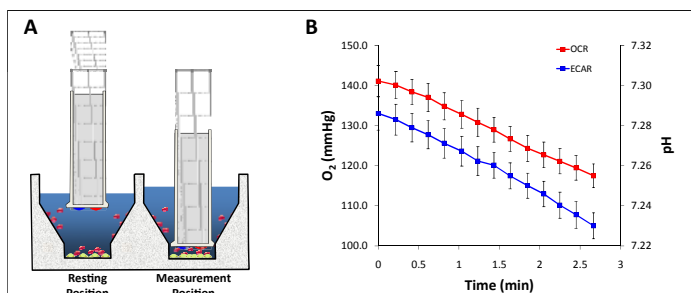 A
Resting
Position
Measurement
Position
B
OCR
ECAR
150.0
140.0
130.0
120.0
110.0
100.0
O₂ (mmHg)
7.32
7.30
7.28
7.26
7.24
7.22
pH
0 0.5 1 1.5 2 2.5 3
Time (min)